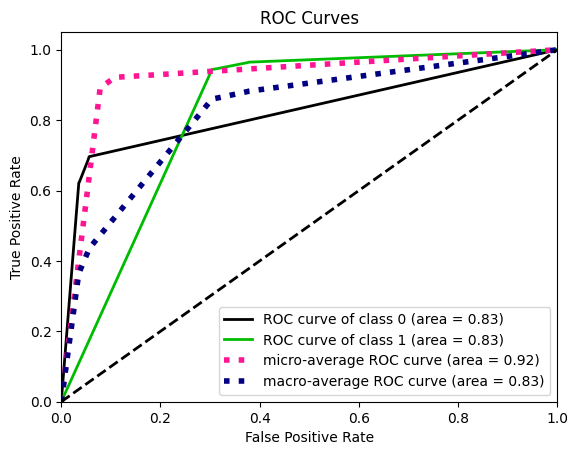 ROC Curves
True Positive Rate
1.0
0.8
0.6
0.4
0.2
0.0
ROC curve of class 0 (area = 0.83)
ROC curve of class 1 (area = 0.83)
micro-average ROC curve (area = 0.92)
macro-average ROC curve (area = 0.83)
0.0 0.2 0.4 0.6 0.8 1.0
False Positive Rate